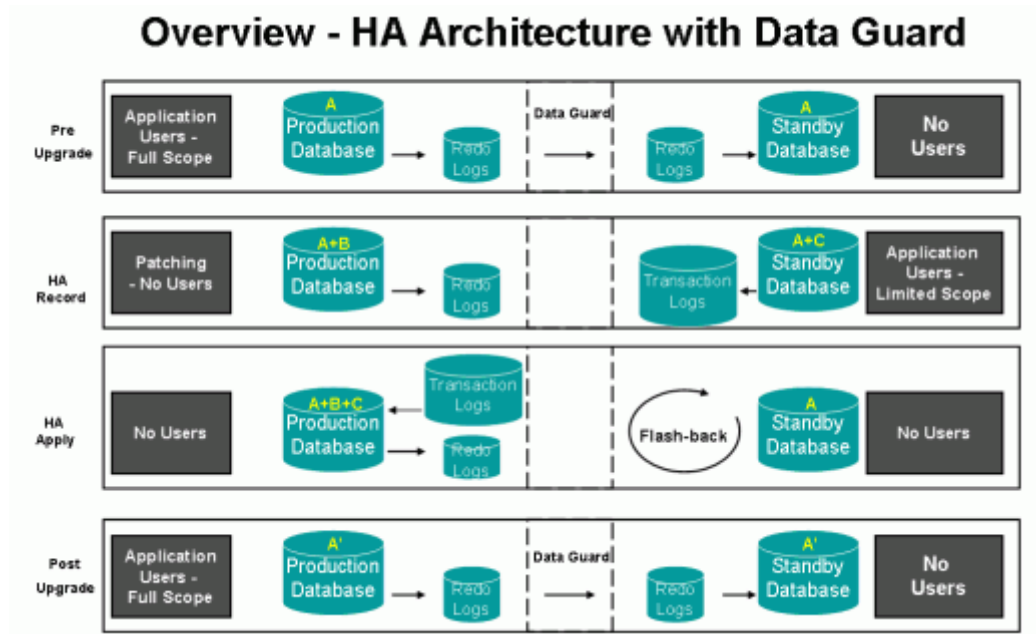 Overview - HA Architecture with Data Guard
Pre
Upgrade
Application
Users -
Full Scope
A
Production
Database
Redo
Logs
Data Guard
Redo
Logs
A
Standby
Database
No
Users
HA
Record
Patching
- No Users
A+B
Production
Database
Redo
Logs
Transaction
Logs
A+C
Standby
Database
Application
Users -
Limited Scope
HA
Apply
No Users
A+B+C
Production
Database
Transaction
Logs
Redo
Logs
Flash-back
A
Standby
Database
No Users
Post
Upgrade
Application
Users -
Full Scope
A'
Production
Database
Redo
Logs
Data Guard
Redo
Logs
A'
Standby
Database
No
Users